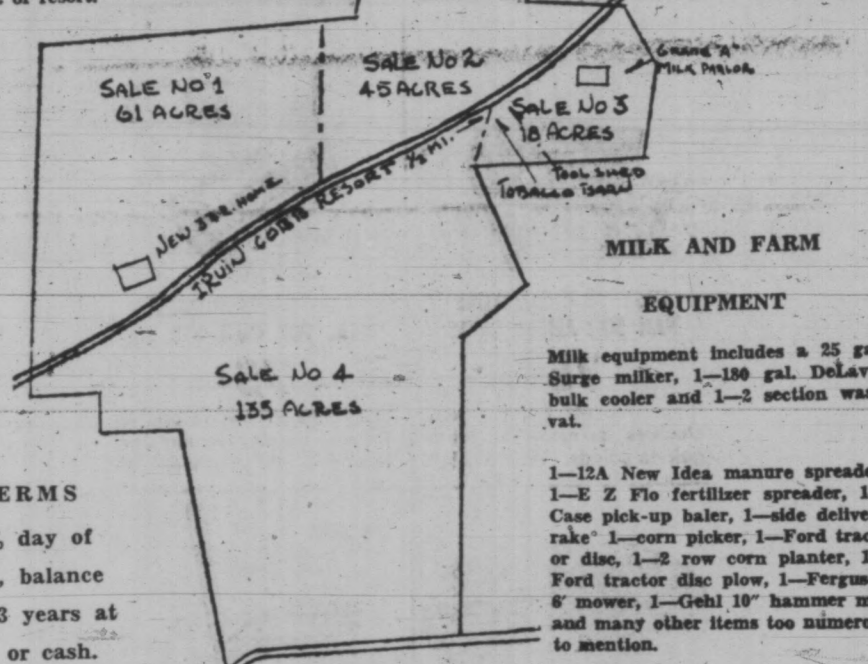 SALE NO 1
61 ACRES
SALE NO 2
45 ACRES
GRADE "A"
MILK PARLOR
SALE NO 3
18 ACRES
TOOL SHED
TOBACCO BARN
NEW 3 B.R. HOME
IRVIN COBB RESORT 1/2 MI.
SALE NO 4
135 ACRES
MILK AND FARM
EQUIPMENT
Milk equipment includes a 25 ga
Surge milker, 1—180 gal. DeLav
bulk cooler and 1—2 section wa
vat.
1—12A New Idea manure spreade
1—E Z Flo fertilizer spreader, 1
Case pick-up baler, 1—side delive
rake 1—corn picker, 1—Ford trac
or disc, 1—2 row corn planter, 1
Ford tractor disc plow, 1—Fergus
6' mower, 1—Gehl 10" hammer m
and many other items too numero
to mention.
ERMS
, day of
, balance
3 years at
or cash.